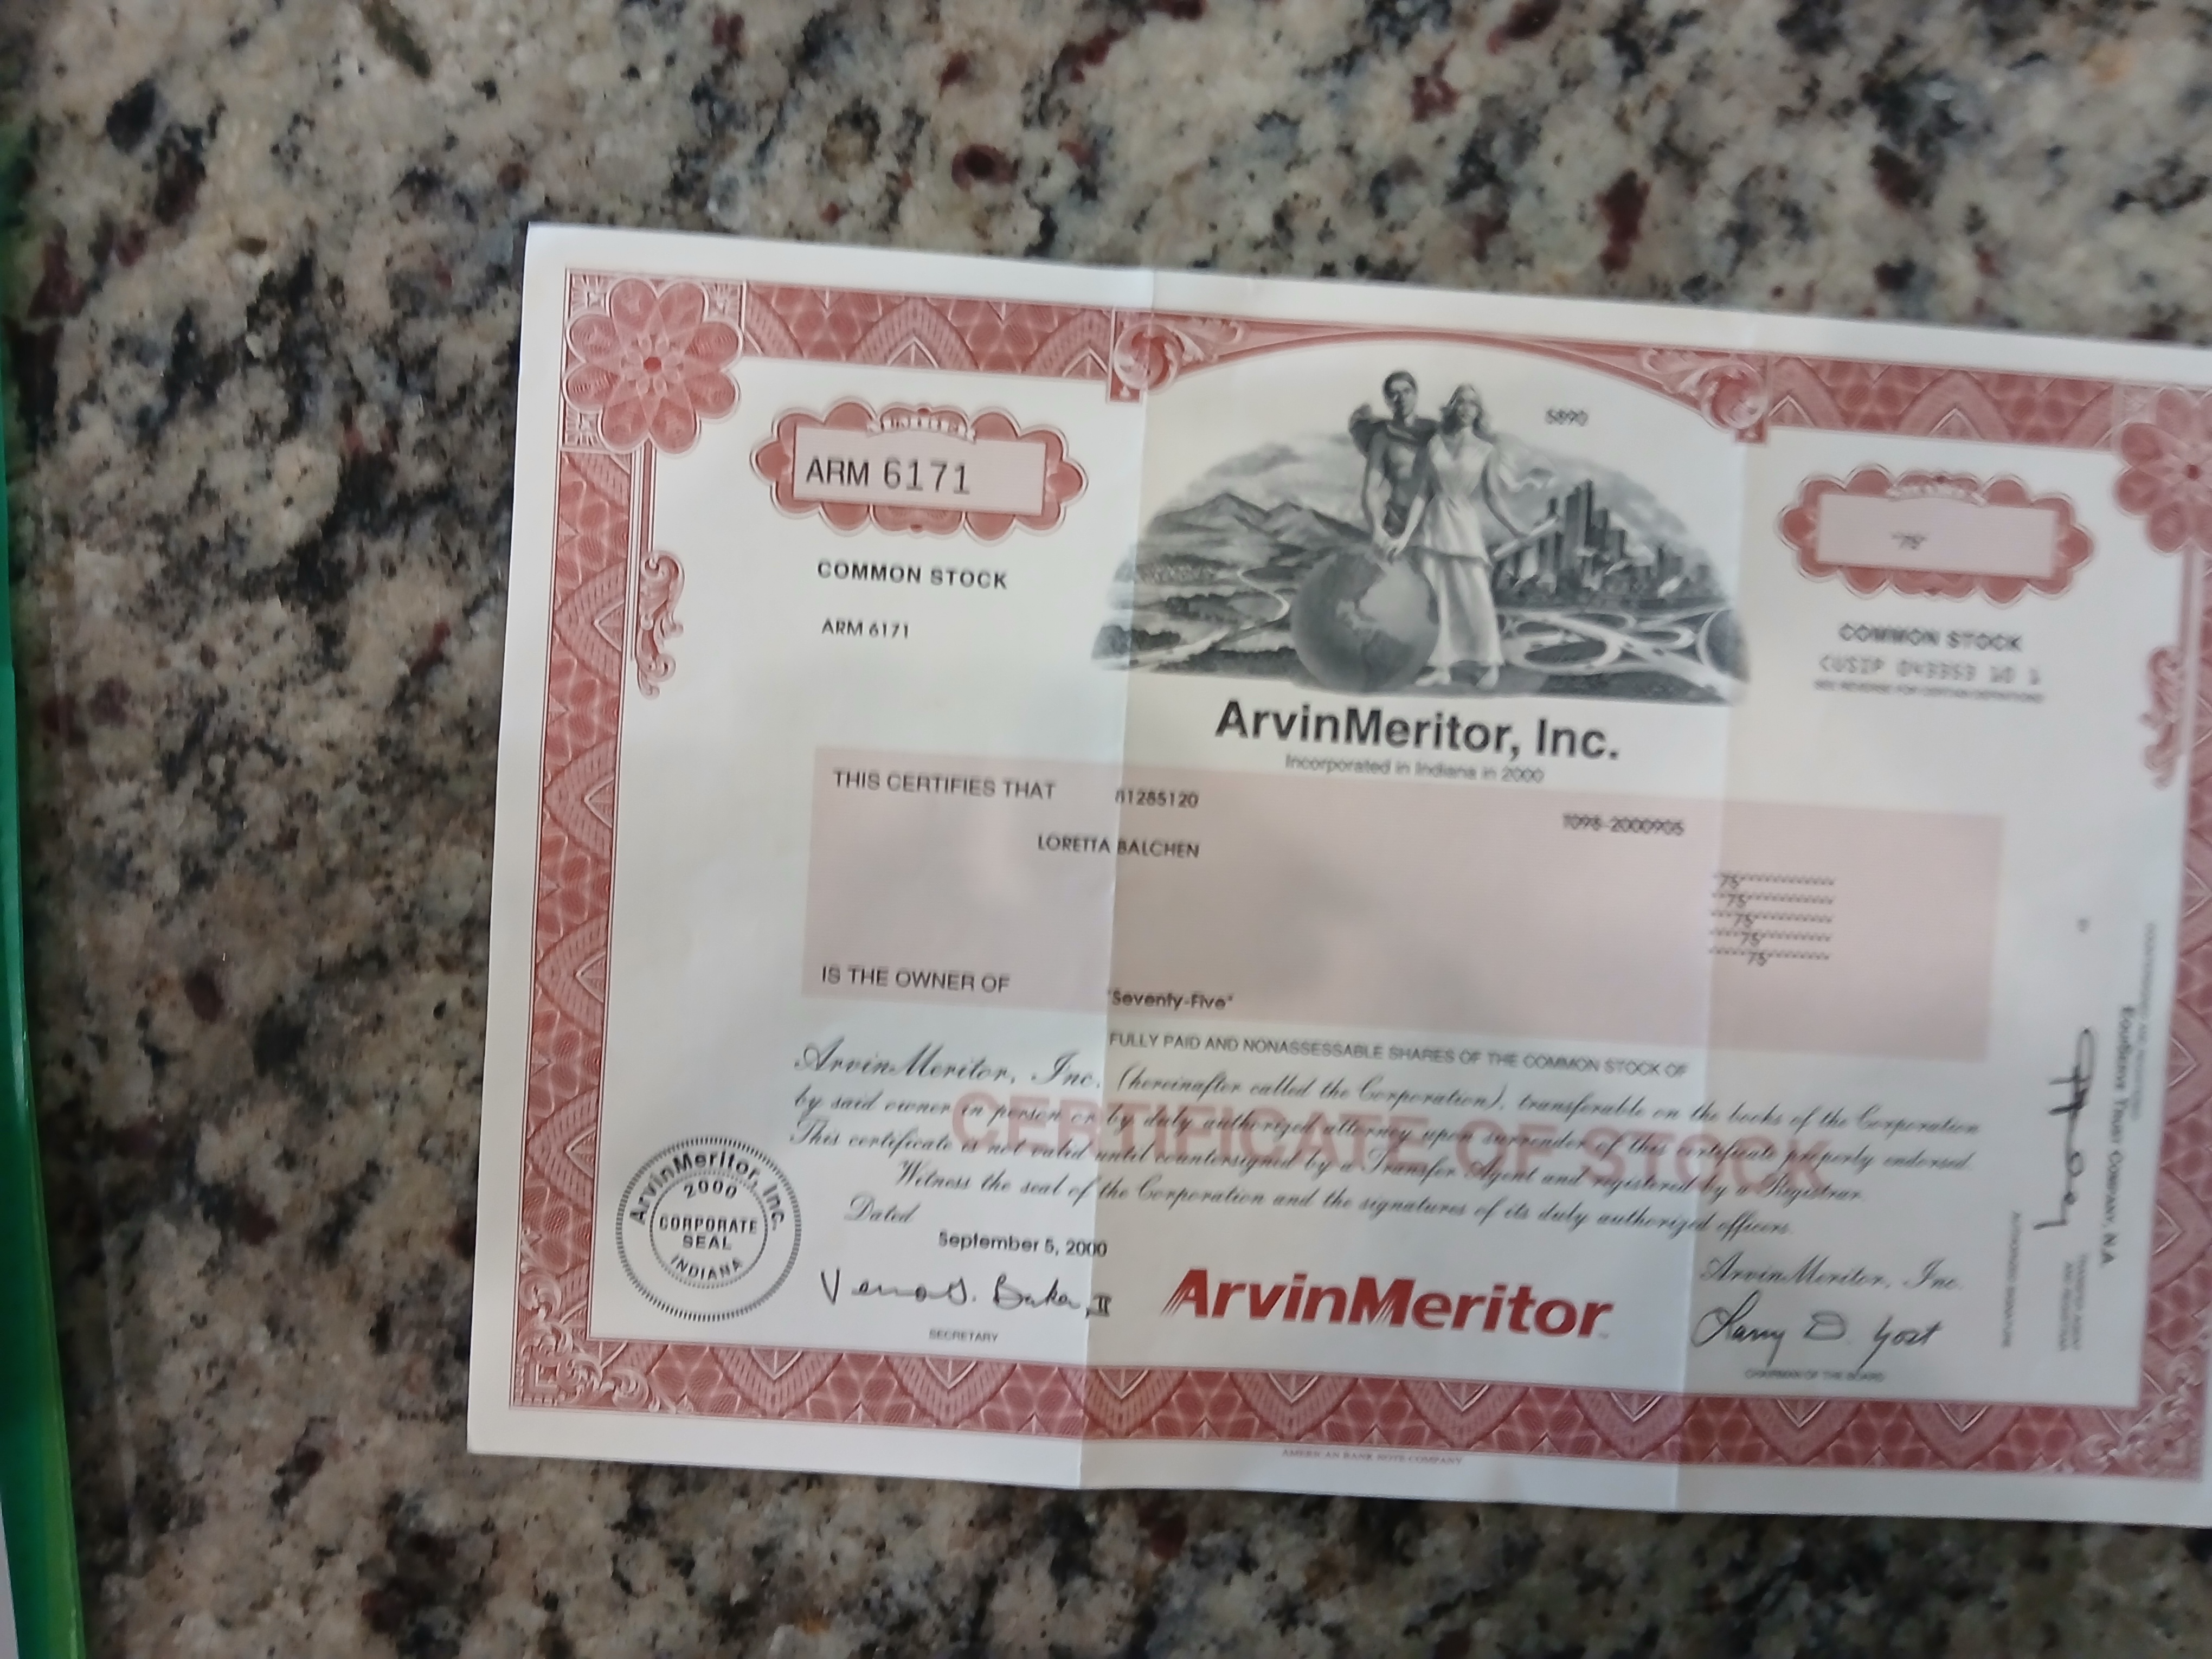 5890
ARM 6171
"75"
COMMON STOCK
ARM 6171
COMMON STOCK
CUSIP 043353 10 1
SEE REVERSE FOR CERTAIN DEFINITIONS
ArvinMeritor, Inc.
Incorporated in Indiana in 2000
THIS CERTIFIES THAT
61285120
1095-2000905
LORETTA BALCHEN
75
75
75
75
75
IS THE OWNER OF
*Seventy-Five*
FULLY PAID AND NONASSESSABLE SHARES OF THE COMMON STOCK OF
ArvinMeritor, Inc. (hereinafter called the Corporation), transferable on the books of the Corporation
by said owner in person or by duly authorized attorney upon surrender of this certificate properly endorsed.
This certificate is not valid until countersigned by a Transfer Agent and registered by a Registrar.
Witness the seal of the Corporation and the signatures of its duly authorized officers.
CERTIFICATE OF STOCK
Dated
September 5, 2000
ArvinMeritor, Inc.
2000
CORPORATE
SEAL
INDIANA
Vernon G. Baker, II
SECRETARY
ArvinMeritor
ArvinMeritor, Inc.
Larry D. Yost
CHAIRMAN OF THE BOARD
COUNTERSIGNED AND REGISTERED
EquiServe Trust Company, N.A
TRANSFER AGENT
AND REGISTRAR
AUTHORIZED SIGNATURE
AMERICAN BANK NOTE COMPANY